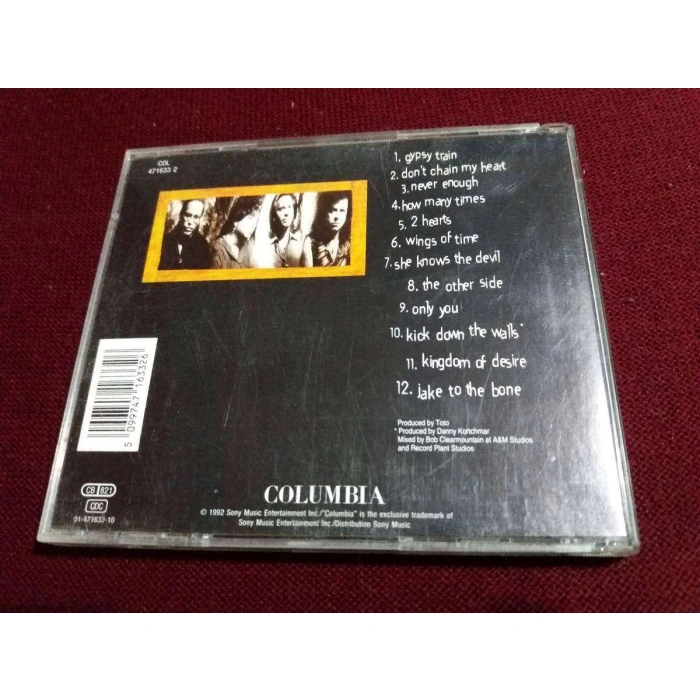 COL
471633 2
1. gypsy train
2. don't chain my heart
3. never enough
4. how many times
5. 2 hearts
6. wings of time
7. she knows the devil
8. the other side
9. only you
10. kick down the walls*
11. kingdom of desire
12. jake to the bone
Produced by Toto
* Produced by Danny Kortchmar
Mixed by Bob Clearmountain at A&M Studios
and Record Plant Studios
5 099747 163326
CB 821
CDC
01-471633-10
COLUMBIA
© 1992 Sony Music Entertainment Inc./"Columbia" is the exclusive trademark of
Sony Music Entertainment Inc./Distribution Sony Music